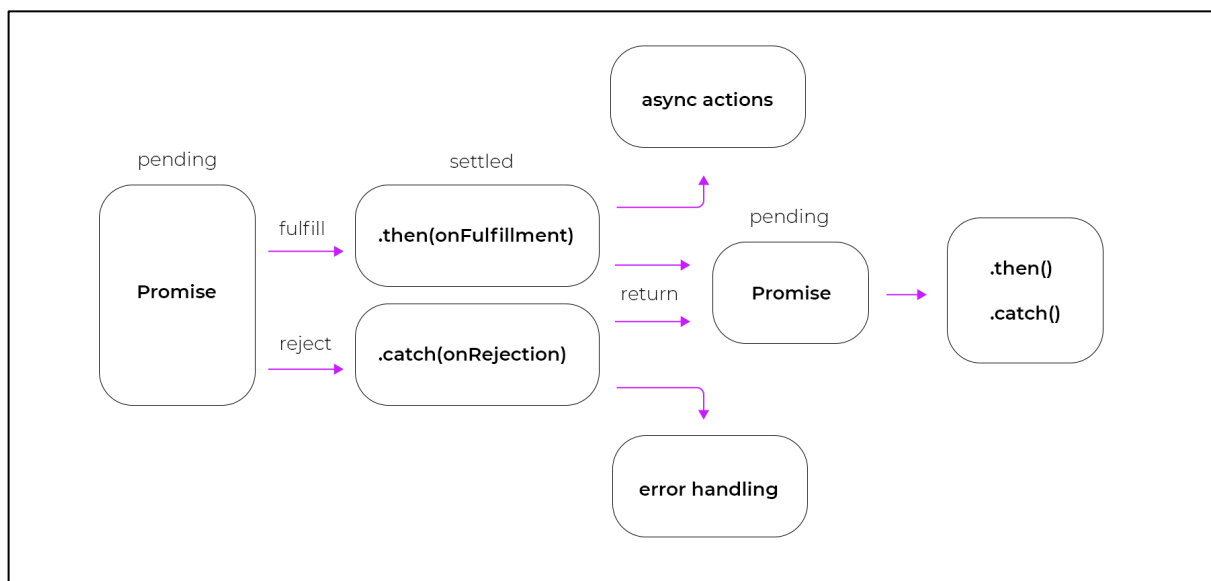 async actions
pending
settled
fulfill
.then(onFulfillment)
pending
Promise
return
Promise
.then()
.catch()
reject
.catch(onRejection)
error handling